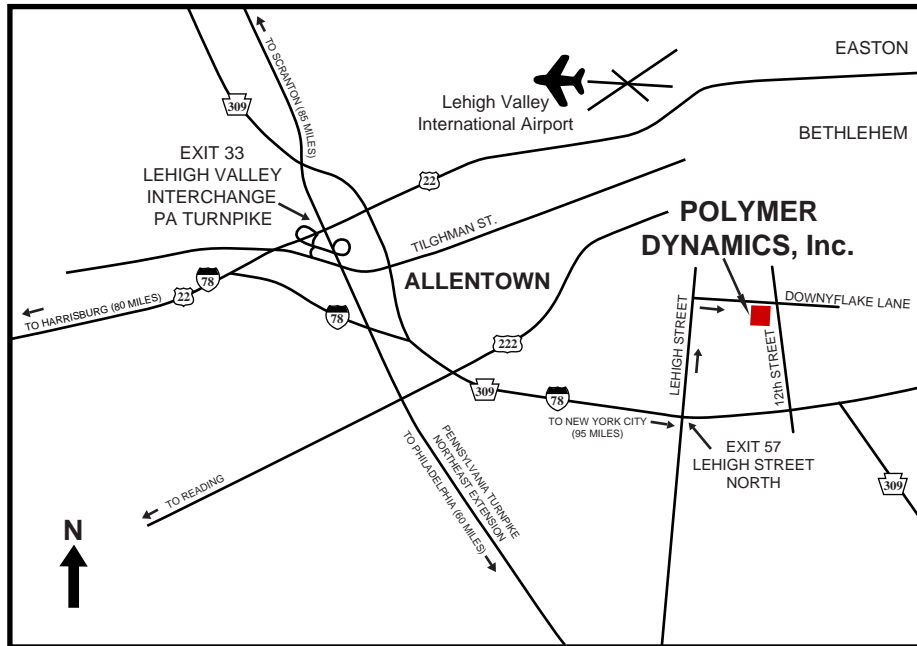 EASTON
TO SCRANTON (85 MILES)
309
Lehigh Valley
International Airport
BETHLEHEM
EXIT 33
LEHIGH VALLEY
INTERCHANGE
PA TURNPIKE
22
TILGHMAN ST.
POLYMER
DYNAMICS, Inc.
ALLENTOWN
78
22
TO HARRISBURG (80 MILES)
78
DOWNYFLAKE LANE
LEHIGH STREET
12th STREET
222
309
78
TO NEW YORK CITY
(95 MILES)
EXIT 57
LEHIGH STREET
NORTH
309
TO READING
PENNSYLVANIA TURNPIKE
NORTHEAST EXTENSION
TO PHILADELPHIA (60 MILES)
N